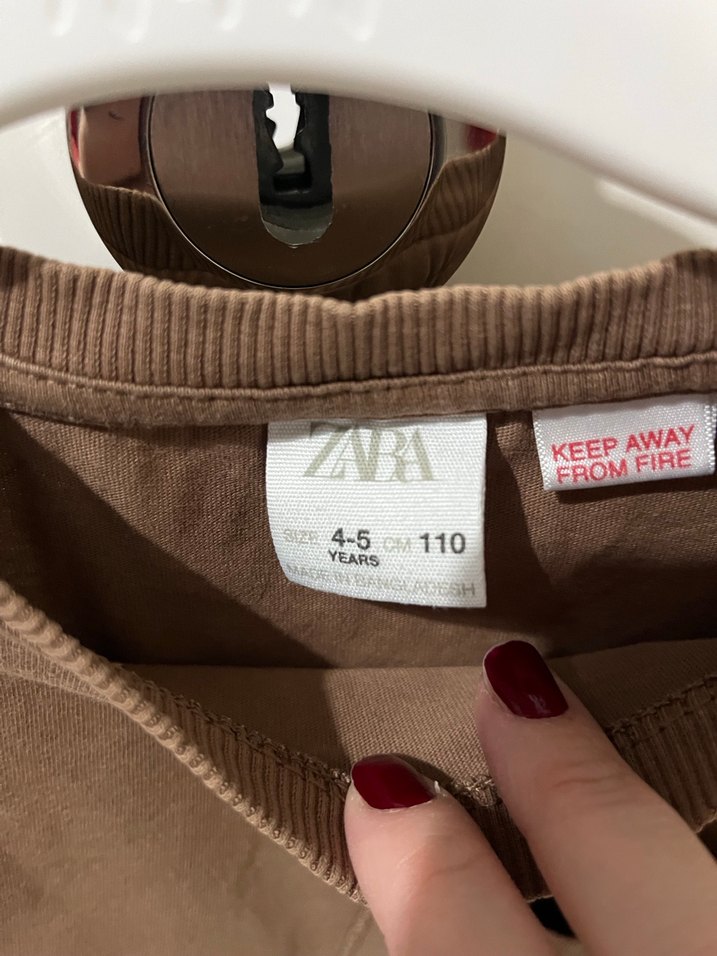 ZARA
SIZE 4-5 CM 110
YEARS
MADE IN BANGLADESH
KEEP AWAY
FROM FIRE